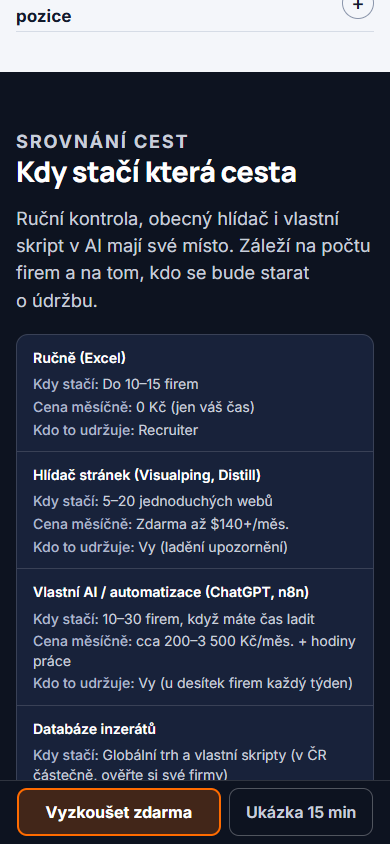 pozice
+
SROVNÁNÍ CEST
Kdy stačí která cesta
Ruční kontrola, obecný hlídač i vlastní
skript v AI mají své místo. Záleží na počtu
firem a na tom, kdo se bude starat
o údržbu.
Ručně (Excel)
Kdy stačí: Do 10–15 firem
Cena měsíčně: 0 Kč (jen váš čas)
Kdo to udržuje: Recruiter
Hlídač stránek (Visualping, Distill)
Kdy stačí: 5–20 jednoduchých webů
Cena měsíčně: Zdarma až $140+/měs.
Kdo to udržuje: Vy (ladění upozornění)
Vlastní AI / automatizace (ChatGPT, n8n)
Kdy stačí: 10–30 firem, když máte čas ladit
Cena měsíčně: cca 200–3 500 Kč/měs. + hodiny
práce
Kdo to udržuje: Vy (u desítek firem každý týden)
Databáze inzerátů
Kdy stačí: Globální trh a vlastní skripty (v ČR
částečně, ověřte si své firmy)
Vyzkoušet zdarma
Ukázka 15 min